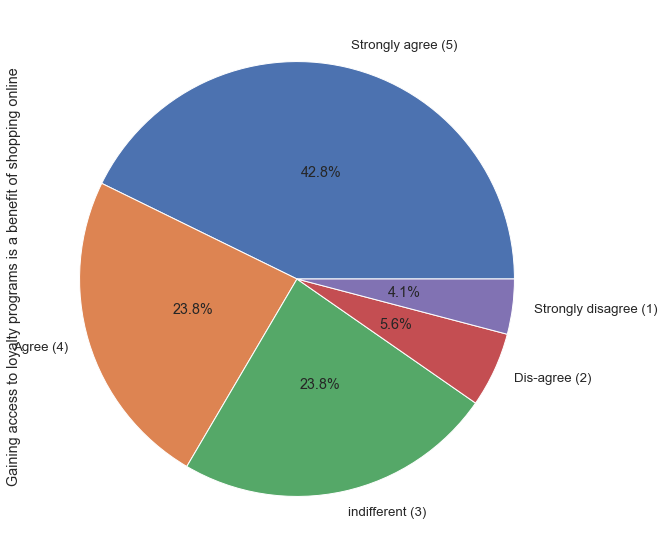 Gaining access to loyalty programs is a benefit of shopping online
Strongly agree (5)
42.8%
23.8%
Agree (4)
23.8%
indifferent (3)
5.6%
Dis-agree (2)
4.1%
Strongly disagree (1)